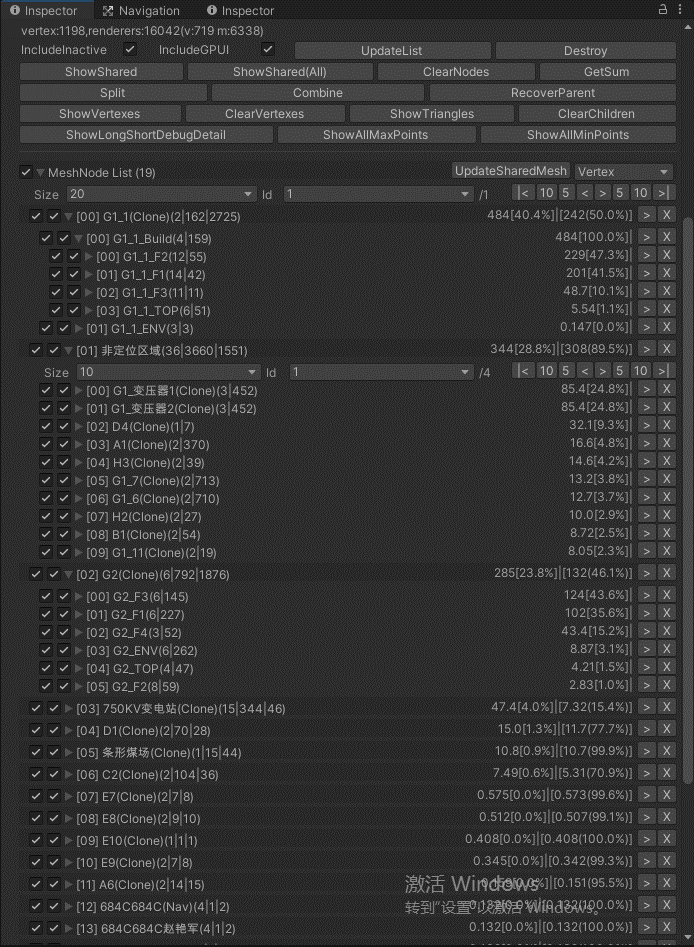 Inspector Navigation Inspector
vertex:1198,renderers:16042(v:719 m:6338)
IncludeInactive IncludeGPUI UpdateList Destroy
ShowShared ShowShared(All) ClearNodes GetSum
Split Combine RecoverParent
ShowVertexes ClearVertexes ShowTriangles ClearChildren
ShowLongShortDebugDetail ShowAllMaxPoints ShowAllMinPoints
MeshNode List (19) UpdateSharedMesh Vertex
Size 20 Id 1 /1 |< 10 5 < > 5 10 >|
[00] G1_1(Clone)(2|162|2725) 484[40.4%]|[242(50.0%)] > X
[00] G1_1_Build(4|159) 484[100.0%]| > X
[00] G1_1_F2(12|55) 229[47.3%]| > X
[01] G1_1_F1(14|42) 201[41.5%]| > X
[02] G1_1_F3(11|11) 48.7[10.1%]| > X
[03] G1_1_TOP(6|51) 5.54[1.1%]| > X
[01] G1_1_ENV(3|3) 0.147[0.0%]| > X
[01] 非定位区域(36|3660|1551) 344[28.8%]|[308(89.5%)] > X
Size 10 Id 1 /4 |< 10 5 < > 5 10 >|
[00] G1_变压器1(Clone)(3|452) 85.4[24.8%]| > X
[01] G1_变压器2(Clone)(3|452) 85.4[24.8%]| > X
[02] D4(Clone)(1|7) 32.1[9.3%]| > X
[03] A1(Clone)(2|370) 16.6[4.8%]| > X
[04] H3(Clone)(2|39) 14.6[4.2%]| > X
[05] G1_7(Clone)(2|713) 13.2[3.8%]| > X
[06] G1_6(Clone)(2|710) 12.7[3.7%]| > X
[07] H2(Clone)(2|27) 10.0[2.9%]| > X
[08] B1(Clone)(2|54) 8.72[2.5%]| > X
[09] G1_11(Clone)(2|19) 8.05[2.3%]| > X
[02] G2(Clone)(6|792|1876) 285[23.8%]|[132(46.1%)] > X
[00] G2_F3(6|145) 124[43.6%]| > X
[01] G2_F1(6|227) 102[35.6%]| > X
[02] G2_F4(3|52) 43.4[15.2%]| > X
[03] G2_ENV(6|262) 8.87[3.1%]| > X
[04] G2_TOP(4|47) 4.21[1.5%]| > X
[05] G2_F2(8|59) 2.83[1.0%]| > X
[03] 750KV变电站(Clone)(15|344|46) 47.4[4.0%]|[7.32(15.4%)] > X
[04] D1(Clone)(2|70|28) 15.0[1.3%]|[11.7(77.7%)] > X
[05] 条形煤场(Clone)(1|15|44) 10.8[0.9%]|[10.7(99.9%)] > X
[06] C2(Clone)(2|104|36) 7.49[0.6%]|[5.31(70.9%)] > X
[07] E7(Clone)(2|7|8) 0.575[0.0%]|[0.573(99.6%)] > X
[08] E8(Clone)(2|9|10) 0.512[0.0%]|[0.507(99.1%)] > X
[09] E10(Clone)(1|1|1) 0.408[0.0%]|[0.408(100.0%)] > X
[10] E9(Clone)(2|7|8) 0.345[0.0%]|[0.342(99.3%)] > X
[11] A6(Clone)(2|14|15) |[0.151(95.5%)] > X
激活 Windows
[12] 684C684C(Nav)(4|1|2) > X
转到"设置"以激活 Windows。
[13] 684C684C赵艳军(4|1|2) 0.132[0.0%]|[0.132(100.0%)] > X